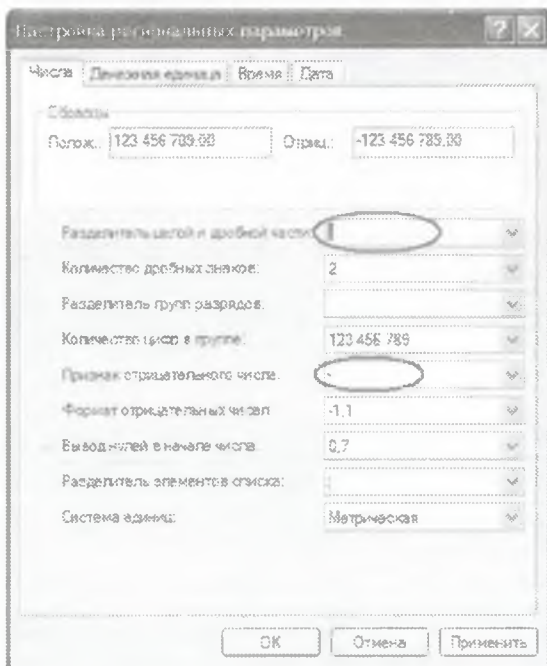 Настройка региональных параметров
Числа Денежная единица Время Дата
Образцы
Полож.: 123 456 789,00 Отриц.: -123 456 789,00
Разделитель целой и дробной части:
Количество дробных знаков: 2
Разделитель групп разрядов:
Количество цифр в группе: 123 456 789
Признак отрицательного числа: -
Формат отрицательных чисел: -1,1
Вывод нулей в начале числа: 0,7
Разделитель элементов списка: ;
Система единиц: Метрическая
ОК Отмена Применить